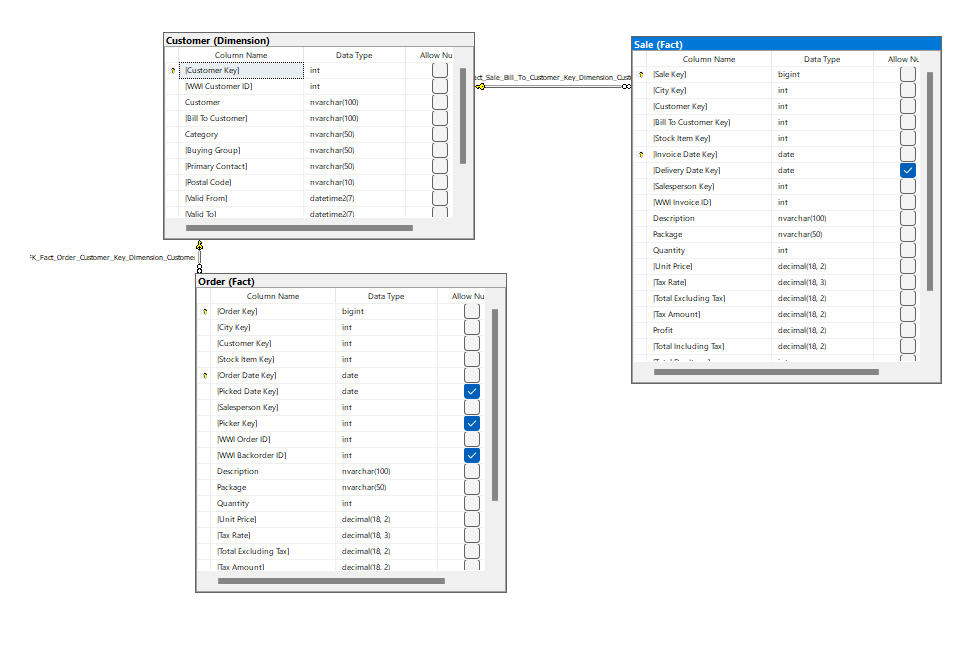 Customer (Dimension)
Column Name Data Type Allow Nu
[Customer Key] int
[WWI Customer ID] int
Customer nvarchar(100)
[Bill To Customer] nvarchar(100)
Category nvarchar(50)
[Buying Group] nvarchar(50)
[Primary Contact] nvarchar(50)
[Postal Code] nvarchar(10)
[Valid From] datetime2(7)
[Valid To] datetime2(7)
act_Sale_Bill_To_Customer_Key_Dimension_Cust
Sale (Fact)
Column Name Data Type Allow Nu
[Sale Key] bigint
[City Key] int
[Customer Key] int
[Bill To Customer Key] int
[Stock Item Key] int
[Invoice Date Key] date
[Delivery Date Key] date
[Salesperson Key] int
[WWI Invoice ID] int
Description nvarchar(100)
Package nvarchar(50)
Quantity int
[Unit Price] decimal(18, 2)
[Tax Rate] decimal(18, 3)
[Total Excluding Tax] decimal(18, 2)
[Tax Amount] decimal(18, 2)
Profit decimal(18, 2)
[Total Including Tax] decimal(18, 2)
FK_Fact_Order_Customer_Key_Dimension_Customer
Order (Fact)
Column Name Data Type Allow Nu
[Order Key] bigint
[City Key] int
[Customer Key] int
[Stock Item Key] int
[Order Date Key] date
[Picked Date Key] date
[Salesperson Key] int
[Picker Key] int
[WWI Order ID] int
[WWI Backorder ID] int
Description nvarchar(100)
Package nvarchar(50)
Quantity int
[Unit Price] decimal(18, 2)
[Tax Rate] decimal(18, 3)
[Total Excluding Tax] decimal(18, 2)
[Tax Amount] decimal(18, 2)